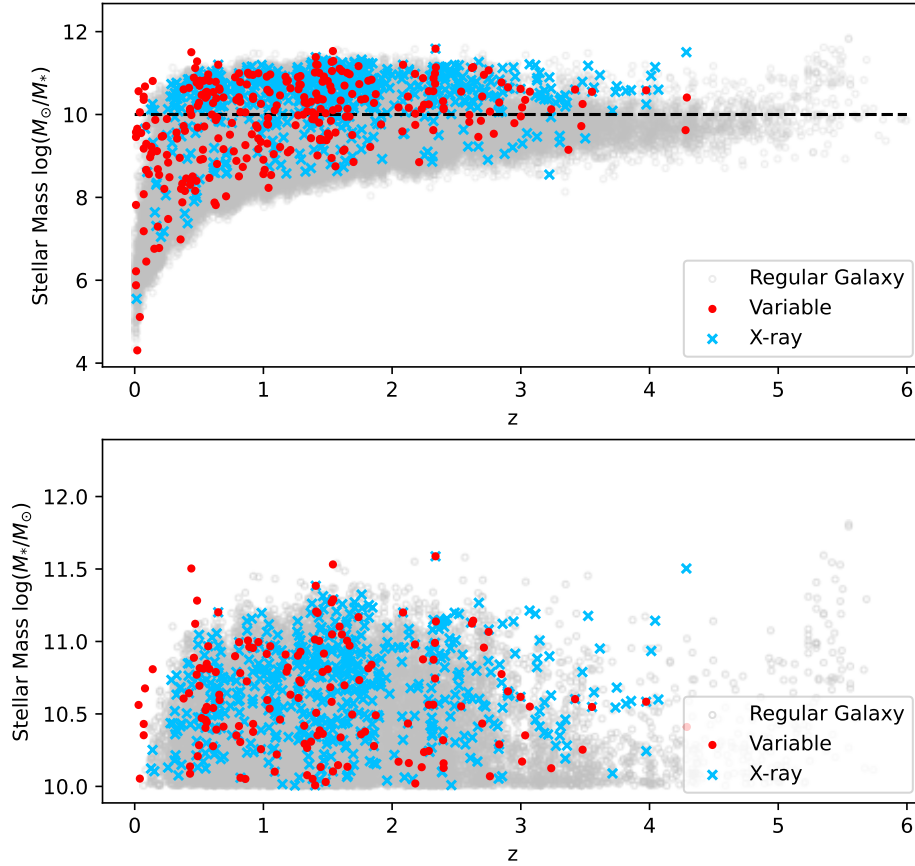 12
10
8
6
4
Stellar Mass log(M⊙/M*)
Regular Galaxy
Variable
X-ray
0 1 2 3 4 5 6
z
12.0
11.5
11.0
10.5
10.0
Stellar Mass log(M*/M⊙)
Regular Galaxy
Variable
X-ray
0 1 2 3 4 5 6
z